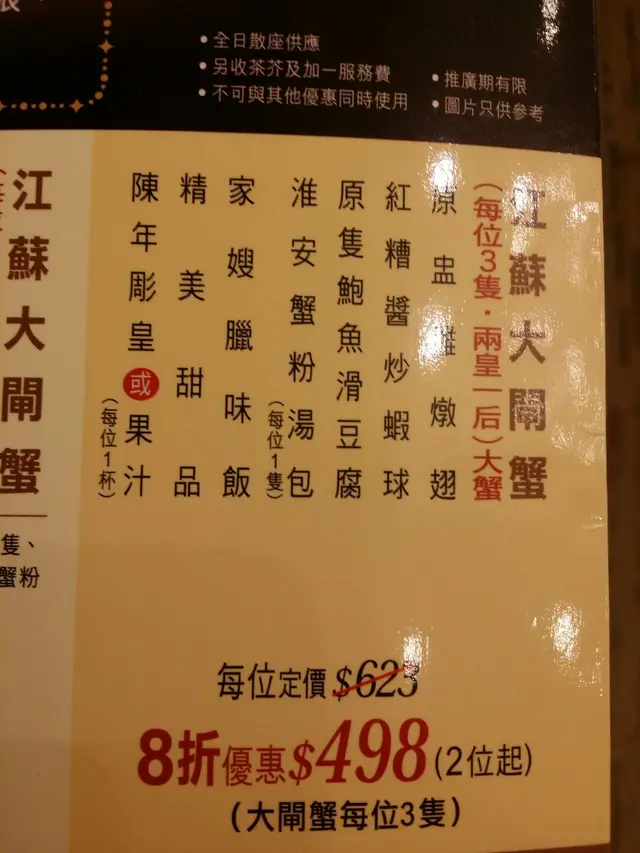 • 全日散座供應
• 另收茶芥及加一服務費
• 不可與其他優惠同時使用
• 推廣期有限
• 圖片只供參考
江蘇大閘蟹
(每位3隻·兩皇一后)大蟹
原盅雞燉翅
紅糟醬炒蝦球
原隻鮑魚滑豆腐
淮安蟹粉湯包
(每位1隻)
家嫂臘味飯
精美甜品
陳年彫皇或果汁
(每位1杯)
每位定價$623
8折優惠$498(2位起)
(大閘蟹每位3隻)
江蘇大閘蟹
隻、
蟹粉